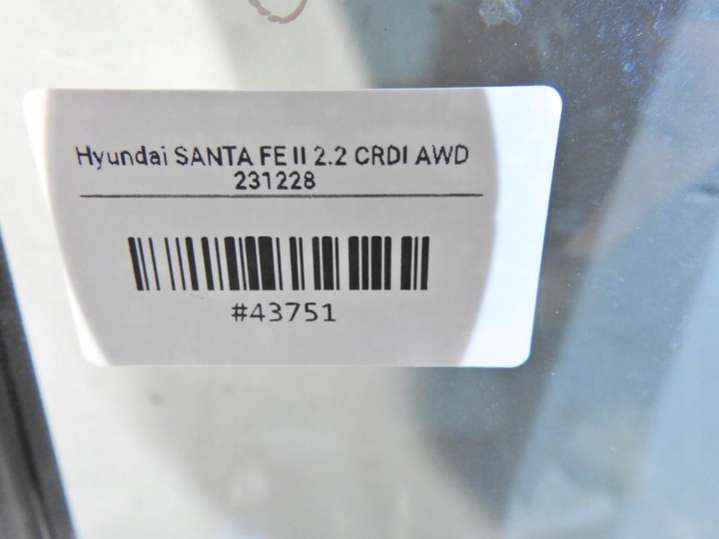 Hyundai SANTA FE II 2.2 CRDI AWD
231228
#43751